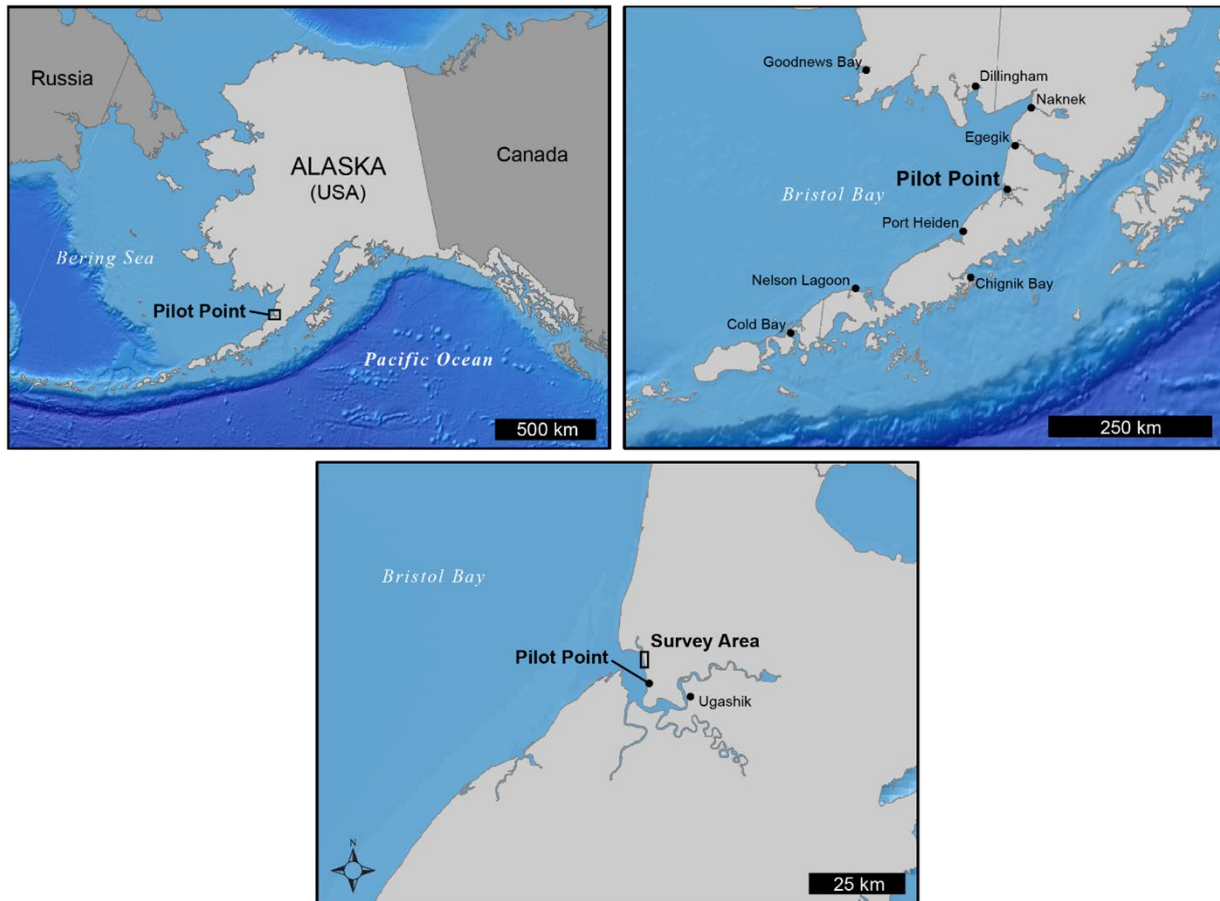 Russia
ALASKA
(USA)
Canada
Bering Sea
Pilot Point
Pacific Ocean
500 km
Goodnews Bay
Dillingham
Naknek
Egegik
Pilot Point
Bristol Bay
Port Heiden
Nelson Lagoon
Chignik Bay
Cold Bay
250 km
Bristol Bay
Survey Area
Pilot Point
Ugashik
N
25 km